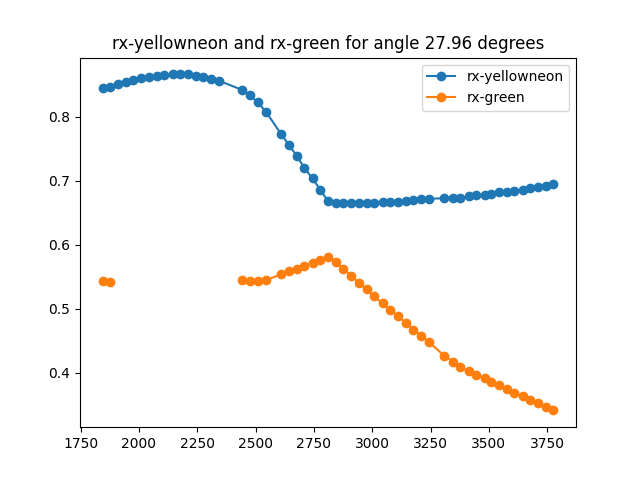 rx-yellowneon and rx-green for angle 27.96 degrees
rx-yellowneon
rx-green
0.8
0.7
0.6
0.5
0.4
1750 2000 2250 2500 2750 3000 3250 3500 3750